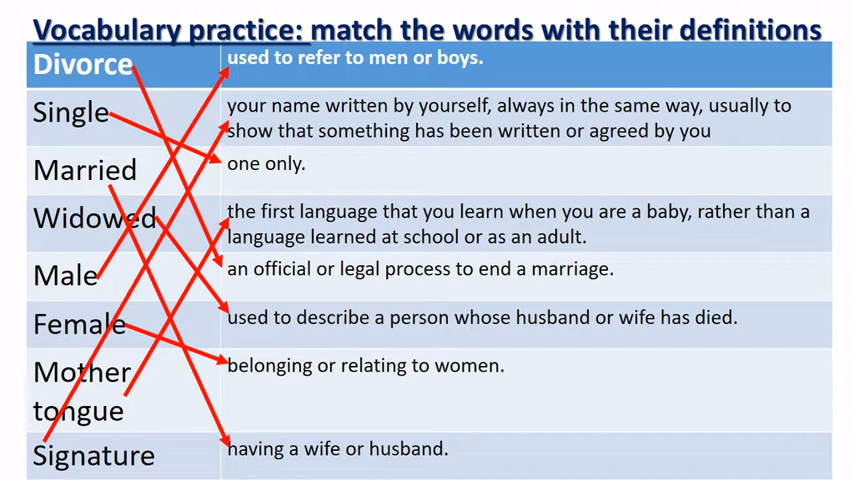 Vocabulary practice: match the words with their definitions
Divorce
used to refer to men or boys.
Single
your name written by yourself, always in the same way, usually to
show that something has been written or agreed by you
Married
one only.
Widowed
the first language that you learn when you are a baby, rather than a
language learned at school or as an adult.
Male
an official or legal process to end a marriage.
Female
used to describe a person whose husband or wife has died.
Mother
tongue
belonging or relating to women.
Signature
having a wife or husband.